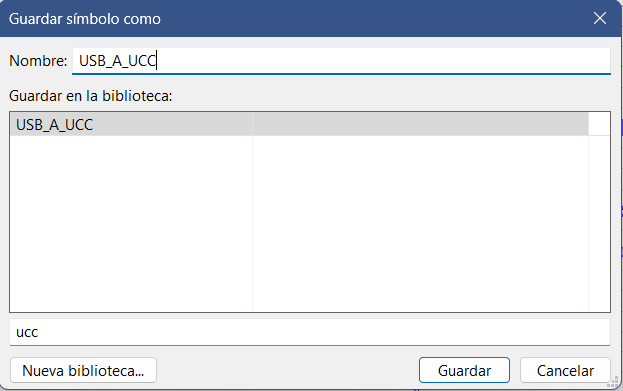 Guardar símbolo como
Nombre: USB_A_UCC
Guardar en la biblioteca:
USB_A_UCC
ucc
Nueva biblioteca... Guardar Cancelar